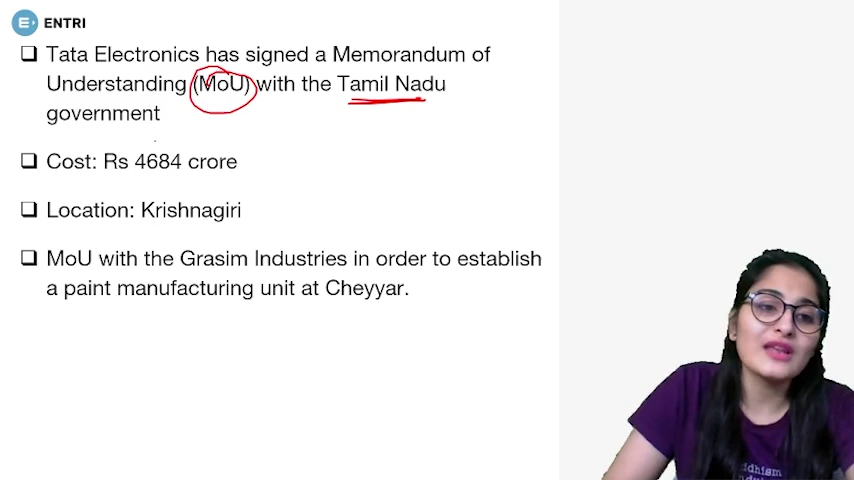 ENTRI
❑ Tata Electronics has signed a Memorandum of
Understanding (MoU) with the Tamil Nadu
government
❑ Cost: Rs 4684 crore
❑ Location: Krishnagiri
❑ MoU with the Grasim Industries in order to establish
a paint manufacturing unit at Cheyyar.